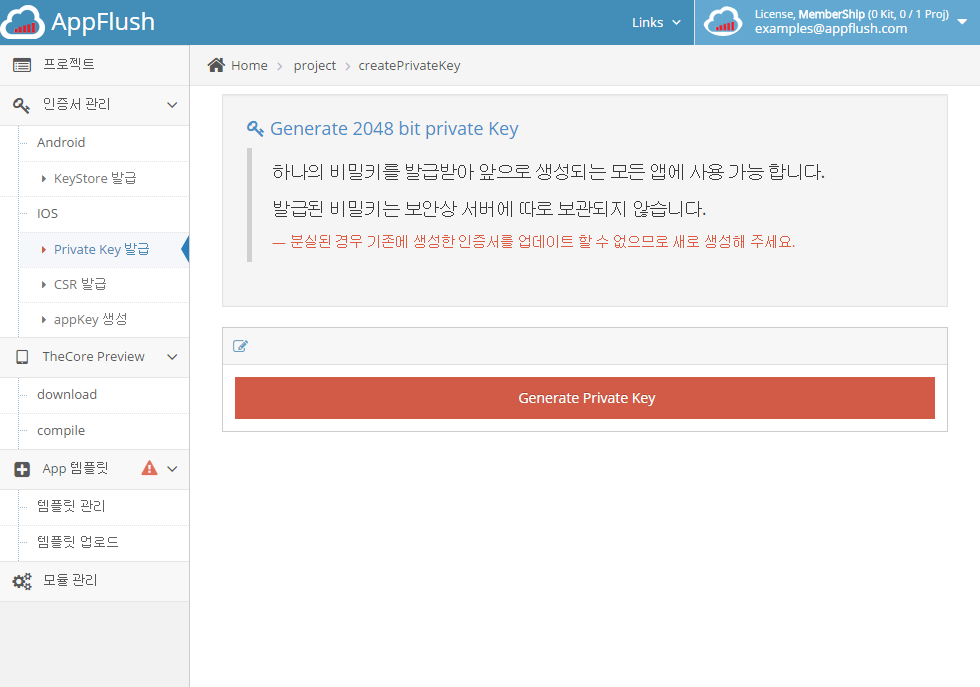 AppFlush
Links
License, MemberShip (0 Kit, 0 / 1 Proj)
examples@appflush.com
프로젝트
인증서 관리
Android
KeyStore 발급
IOS
Private Key 발급
CSR 발급
appKey 생성
TheCore Preview
download
compile
App 템플릿
템플릿 관리
템플릿 업로드
모듈 관리
Home > project > createPrivateKey
Generate 2048 bit private Key
하나의 비밀키를 발급받아 앞으로 생성되는 모든 앱에 사용 가능 합니다.
발급된 비밀키는 보안상 서버에 따로 보관되지 않습니다.
— 분실된 경우 기존에 생성한 인증서를 업데이트 할 수 없으므로 새로 생성해 주세요.
Generate Private Key